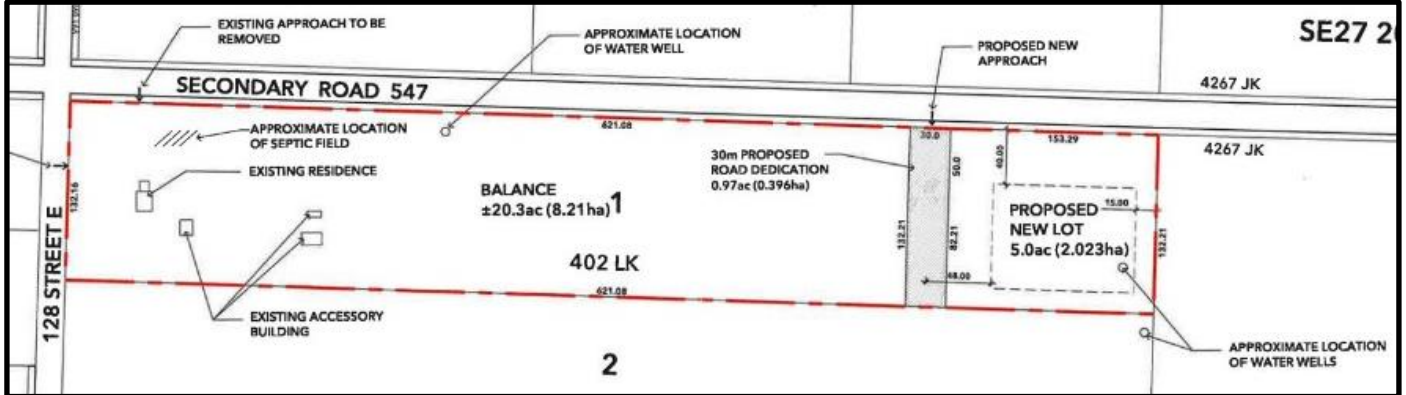 EXISTING APPROACH TO BE
REMOVED
APPROXIMATE LOCATION
OF WATER WELL
PROPOSED NEW
APPROACH
SE27 2
4267 JK
SECONDARY ROAD 547
621.08
30.0
153.29
4267 JK
APPROXIMATE LOCATION
OF SEPTIC FIELD
EXISTING RESIDENCE
30m PROPOSED
ROAD DEDICATION
0.97ac (0.396ha)
50.0
40.00
BALANCE
±20.3ac (8.21ha)
1
132.16
PROPOSED
NEW LOT
5.0ac (2.023ha)
15.00
132.21
82.21
132.21
48.00
402 LK
621.08
128 STREET E
EXISTING ACCESSORY
BUILDING
2
APPROXIMATE LOCATION
OF WATER WELLS